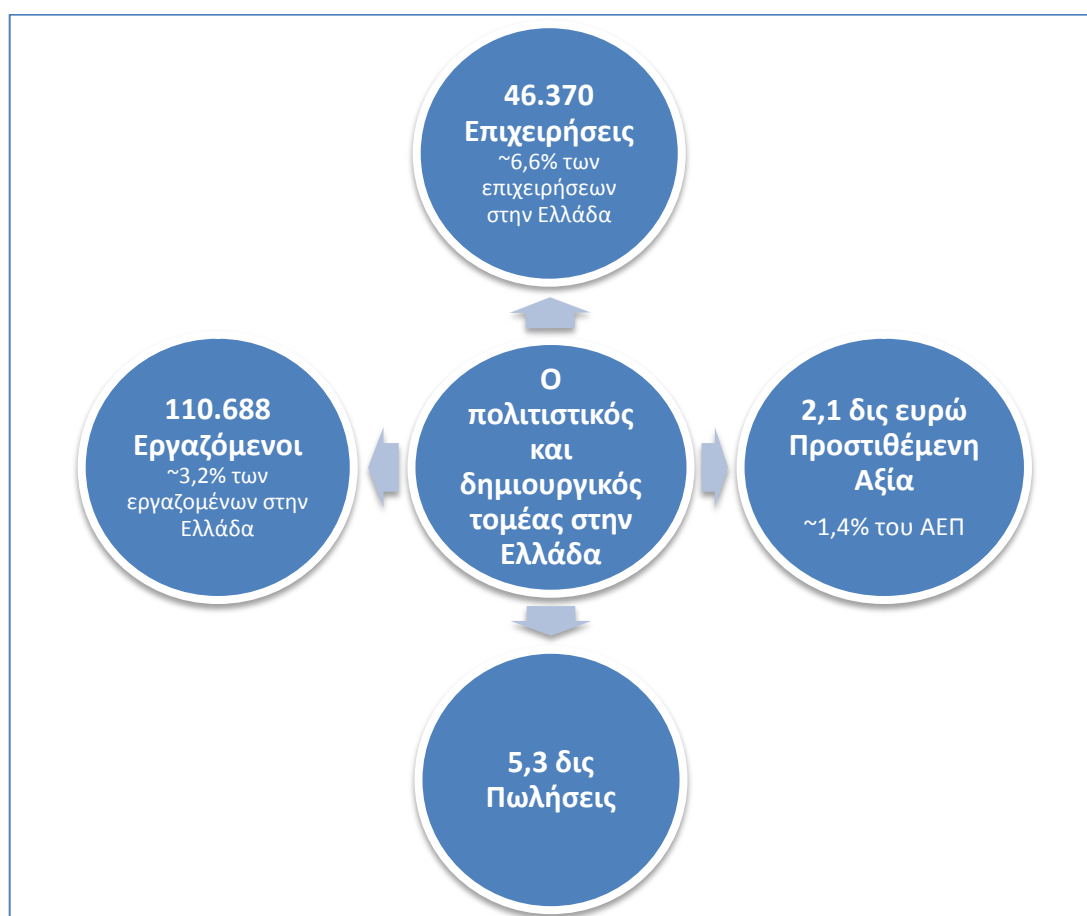 46.370
Επιχειρήσεις
~6,6% των
επιχειρήσεων
στην Ελλάδα
110.688
Εργαζόμενοι
~3,2% των
εργαζομένων στην
Ελλάδα
Ο
πολιτιστικός
και
δημιουργικός
τομέας στην
Ελλάδα
2,1 δις ευρώ
Προστιθέμενη
Αξία
~1,4% του ΑΕΠ
5,3 δις
Πωλήσεις